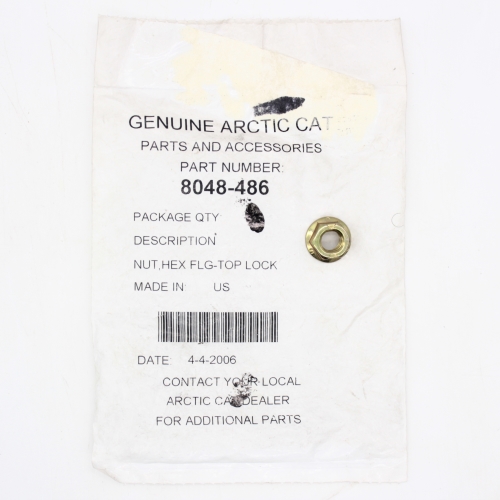 GENUINE ARCTIC CAT
PARTS AND ACCESSORIES
PART NUMBER:
8048-486
PACKAGE QTY
DESCRIPTION
NUT,HEX FLG-TOP LOCK
MADE IN US
DATE: 4-4-2006
CONTACT YOUR LOCAL
ARCTIC CAT DEALER
FOR ADDITIONAL PARTS